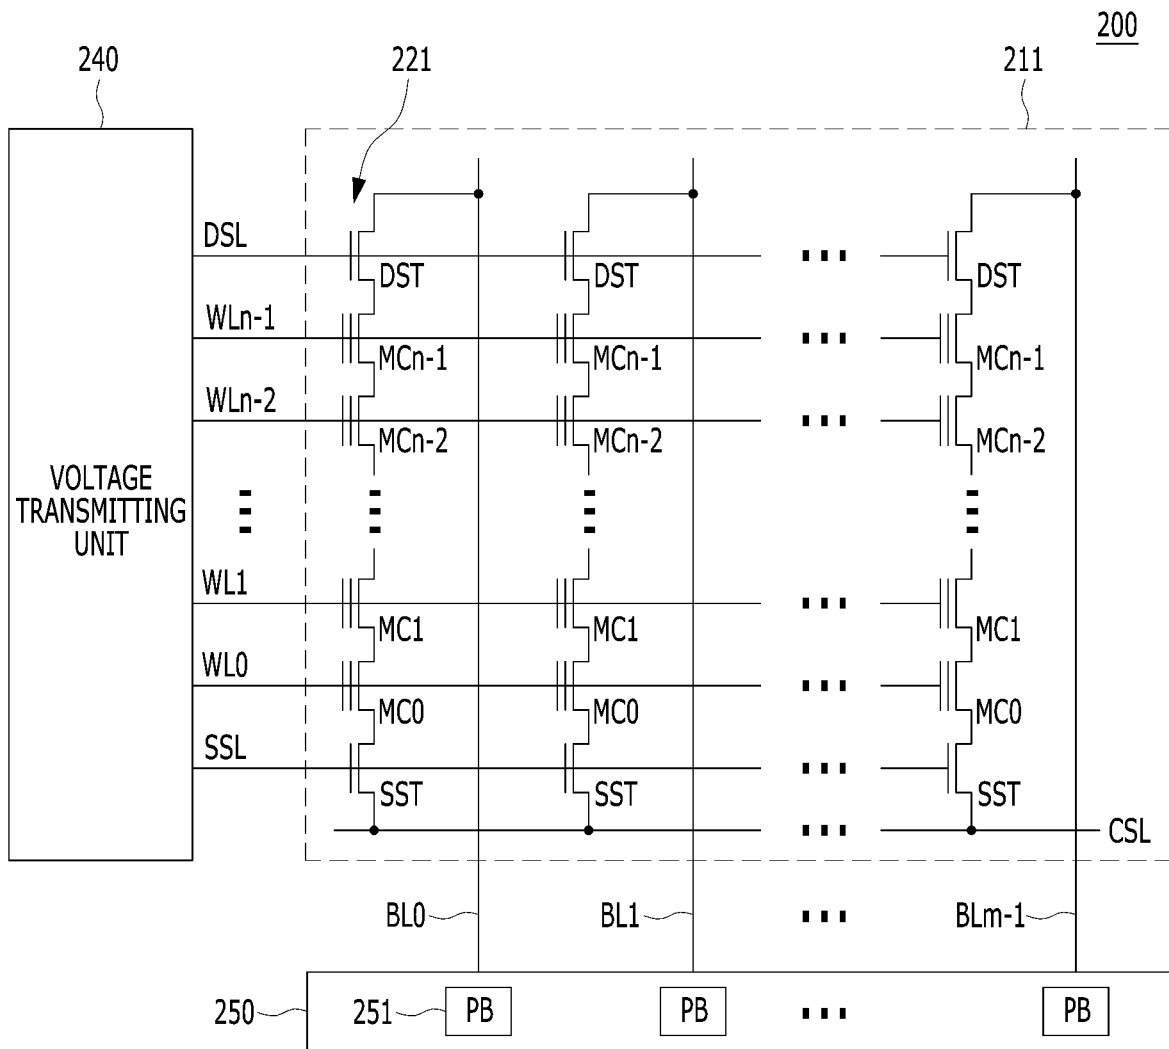 200
240
221
211
DSL
DST
DST
DST
WLn-1
MCn-1
MCn-1
MCn-1
WLn-2
MCn-2
MCn-2
MCn-2
VOLTAGE
TRANSMITTING
UNIT
WL1
MC1
MC1
MC1
WL0
MC0
MC0
MC0
SSL
SST
SST
SST
CSL
BL0
BL1
BLm-1
250
251
PB
PB
PB